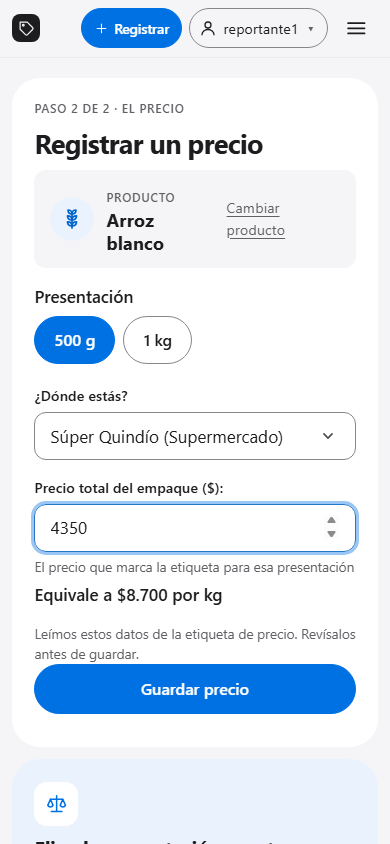 + Registrar
reportante1
PASO 2 DE 2 · EL PRECIO
Registrar un precio
PRODUCTO
Arroz
blanco
Cambiar
producto
Presentación
500 g
1 kg
¿Dónde estás?
Súper Quindío (Supermercado)
Precio total del empaque ($):
4350
El precio que marca la etiqueta para esa presentación
Equivale a $8.700 por kg
Leímos estos datos de la etiqueta de precio. Revísalos
antes de guardar.
Guardar precio